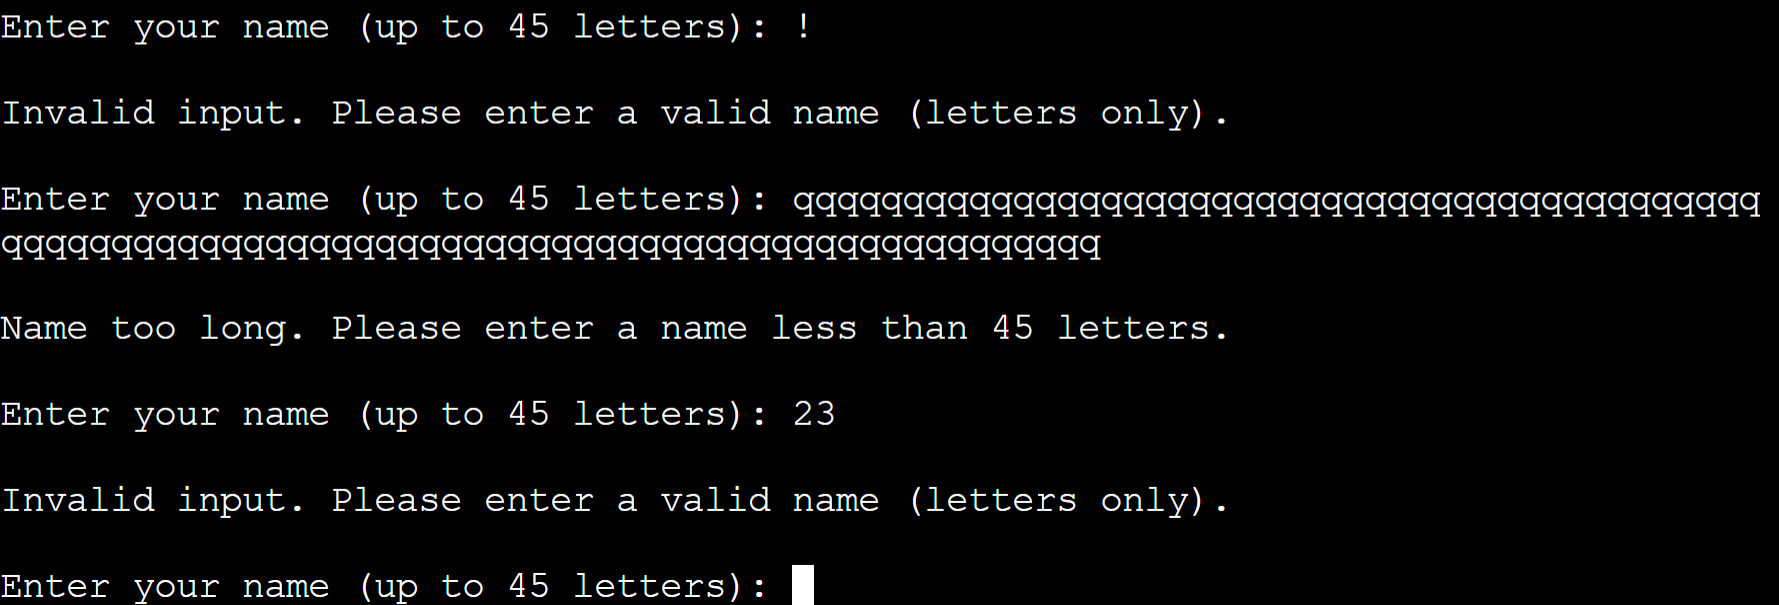 Enter your name (up to 45 letters): !
Invalid input. Please enter a valid name (letters only).
Enter your name (up to 45 letters): qqqqqqqqqqqqqqqqqqqqqqqqqqqqqqqqqqqqqqqqqqqq
qqqqqqqqqqqqqqqqqqqqqqqqqqqqqqqqqqqqqqqqqqqqqqqqqq
Name too long. Please enter a name less than 45 letters.
Enter your name (up to 45 letters): 23
Invalid input. Please enter a valid name (letters only).
Enter your name (up to 45 letters):